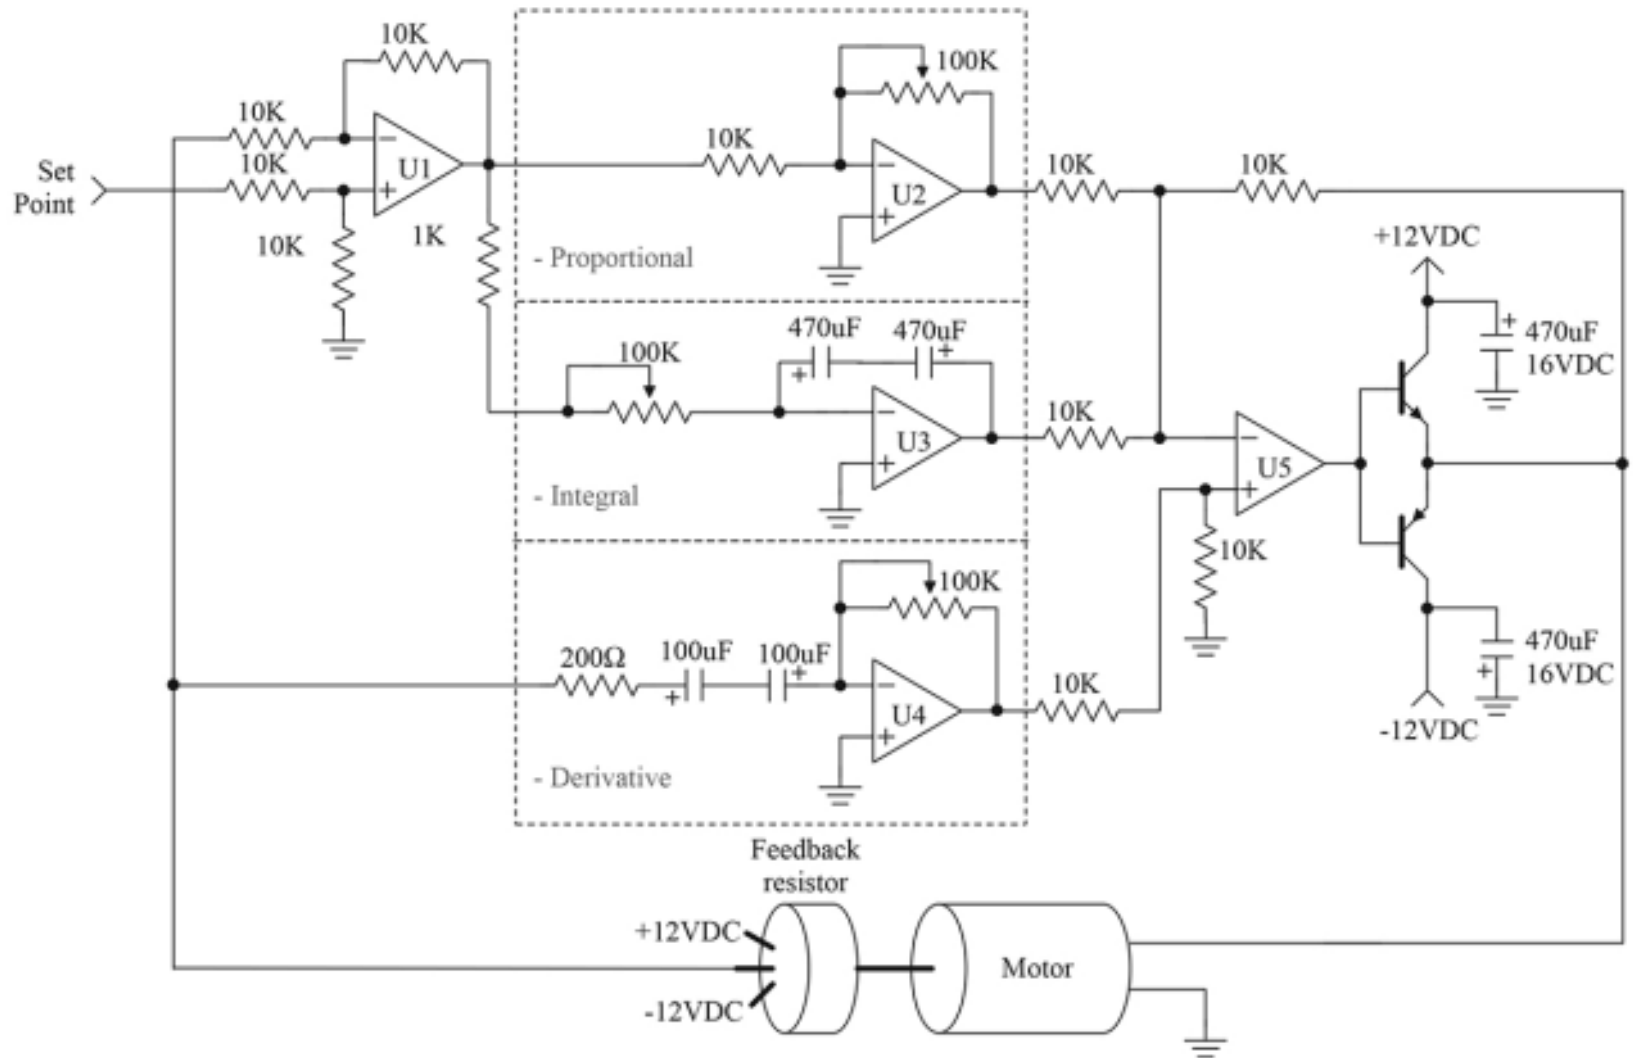 10K
10K
10K
Set
Point
U1
10K
1K
10K
100K
U2
- Proportional
10K
10K
+12VDC
470uF
16VDC
470uF
470uF
100K
U3
- Integral
10K
U5
10K
100K
200Ω
100uF
100uF
U4
10K
- Derivative
470uF
16VDC
-12VDC
Feedback
resistor
+12VDC
-12VDC
Motor
+
+
+
+
+
+
+
+
+
+
+
−
−
−
−
−